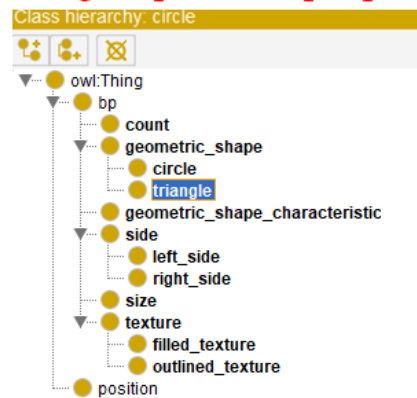 Class hierarchy: circle
owl:Thing
bp
count
geometric_shape
circle
triangle
geometric_shape_characteristic
side
left_side
right_side
size
texture
filled_texture
outlined_texture
position